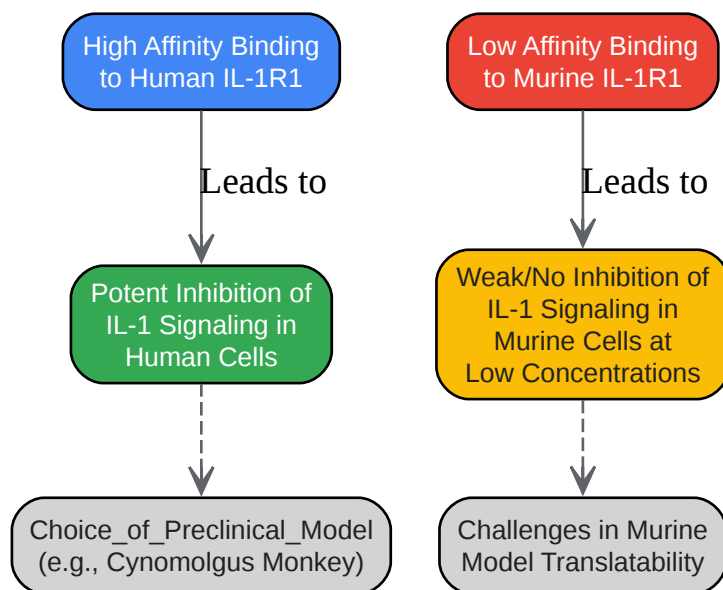 High Affinity Binding
to Human IL-1R1
Low Affinity Binding
to Murine IL-1R1
Leads to
Leads to
Potent Inhibition of
IL-1 Signaling in
Human Cells
Weak/No Inhibition of
IL-1 Signaling in
Murine Cells at
Low Concentrations
Choice_of_Preclinical_Model
(e.g., Cynomolgus Monkey)
Challenges in Murine
Model Translatability